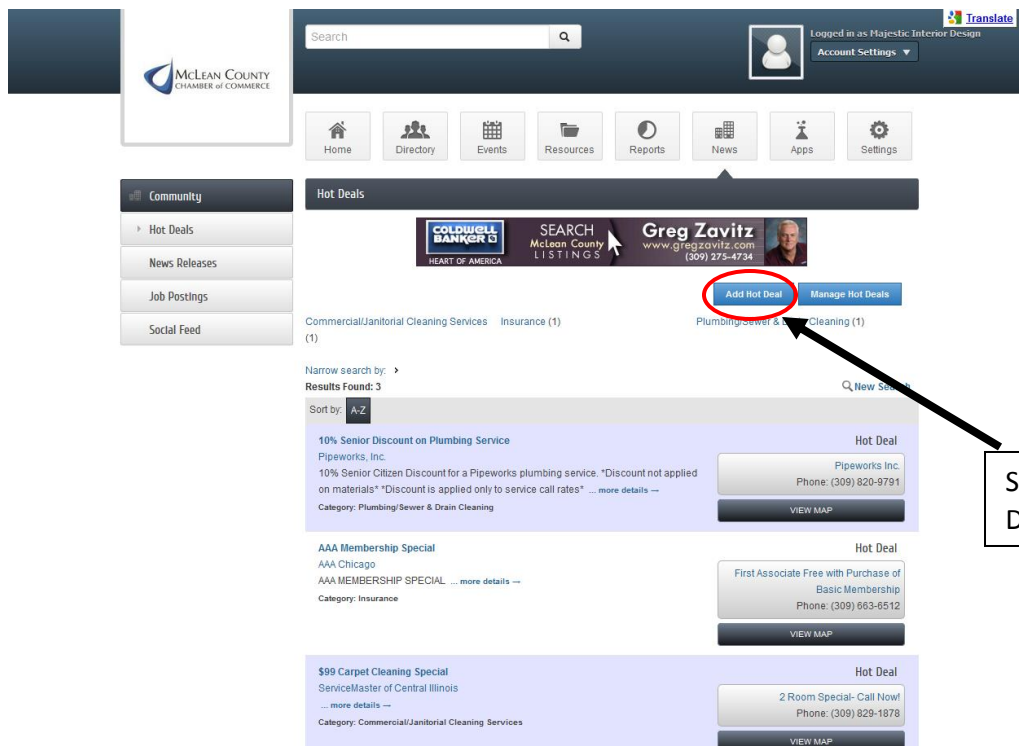 Translate
Search
Logged in as Majestic Interior Design
Account Settings ▼
MCLEAN COUNTY
CHAMBER of COMMERCE
Home
Directory
Events
Resources
Reports
News
Apps
Settings
Community
Hot Deals
News Releases
Job Postings
Social Feed
Hot Deals
COLDWELL
BANKER
HEART OF AMERICA
SEARCH
McLean County
LISTINGS
Greg Zavitz
www.gregzavitz.com
(309) 275-4734
Add Hot Deal
Manage Hot Deals
Commercial/Janitorial Cleaning Services
(1)
Insurance (1)
Plumbing/Sewer & Drain Cleaning (1)
Narrow search by:
Results Found: 3
New Search
Sort by: A-Z
10% Senior Discount on Plumbing Service
Pipeworks, Inc.
10% Senior Citizen Discount for a Pipeworks plumbing service. *Discount not applied
on materials* *Discount is applied only to service call rates* ... more details →
Category: Plumbing/Sewer & Drain Cleaning
Hot Deal
Pipeworks Inc.
Phone: (309) 820-9791
VIEW MAP
S
D
AAA Membership Special
AAA Chicago
AAA MEMBERSHIP SPECIAL ... more details →
Category: Insurance
Hot Deal
First Associate Free with Purchase of
Basic Membership
Phone: (309) 663-6512
VIEW MAP
$99 Carpet Cleaning Special
ServiceMaster of Central Illinois
... more details →
Category: Commercial/Janitorial Cleaning Services
Hot Deal
2 Room Special- Call Now!
Phone: (309) 829-1878
VIEW MAP